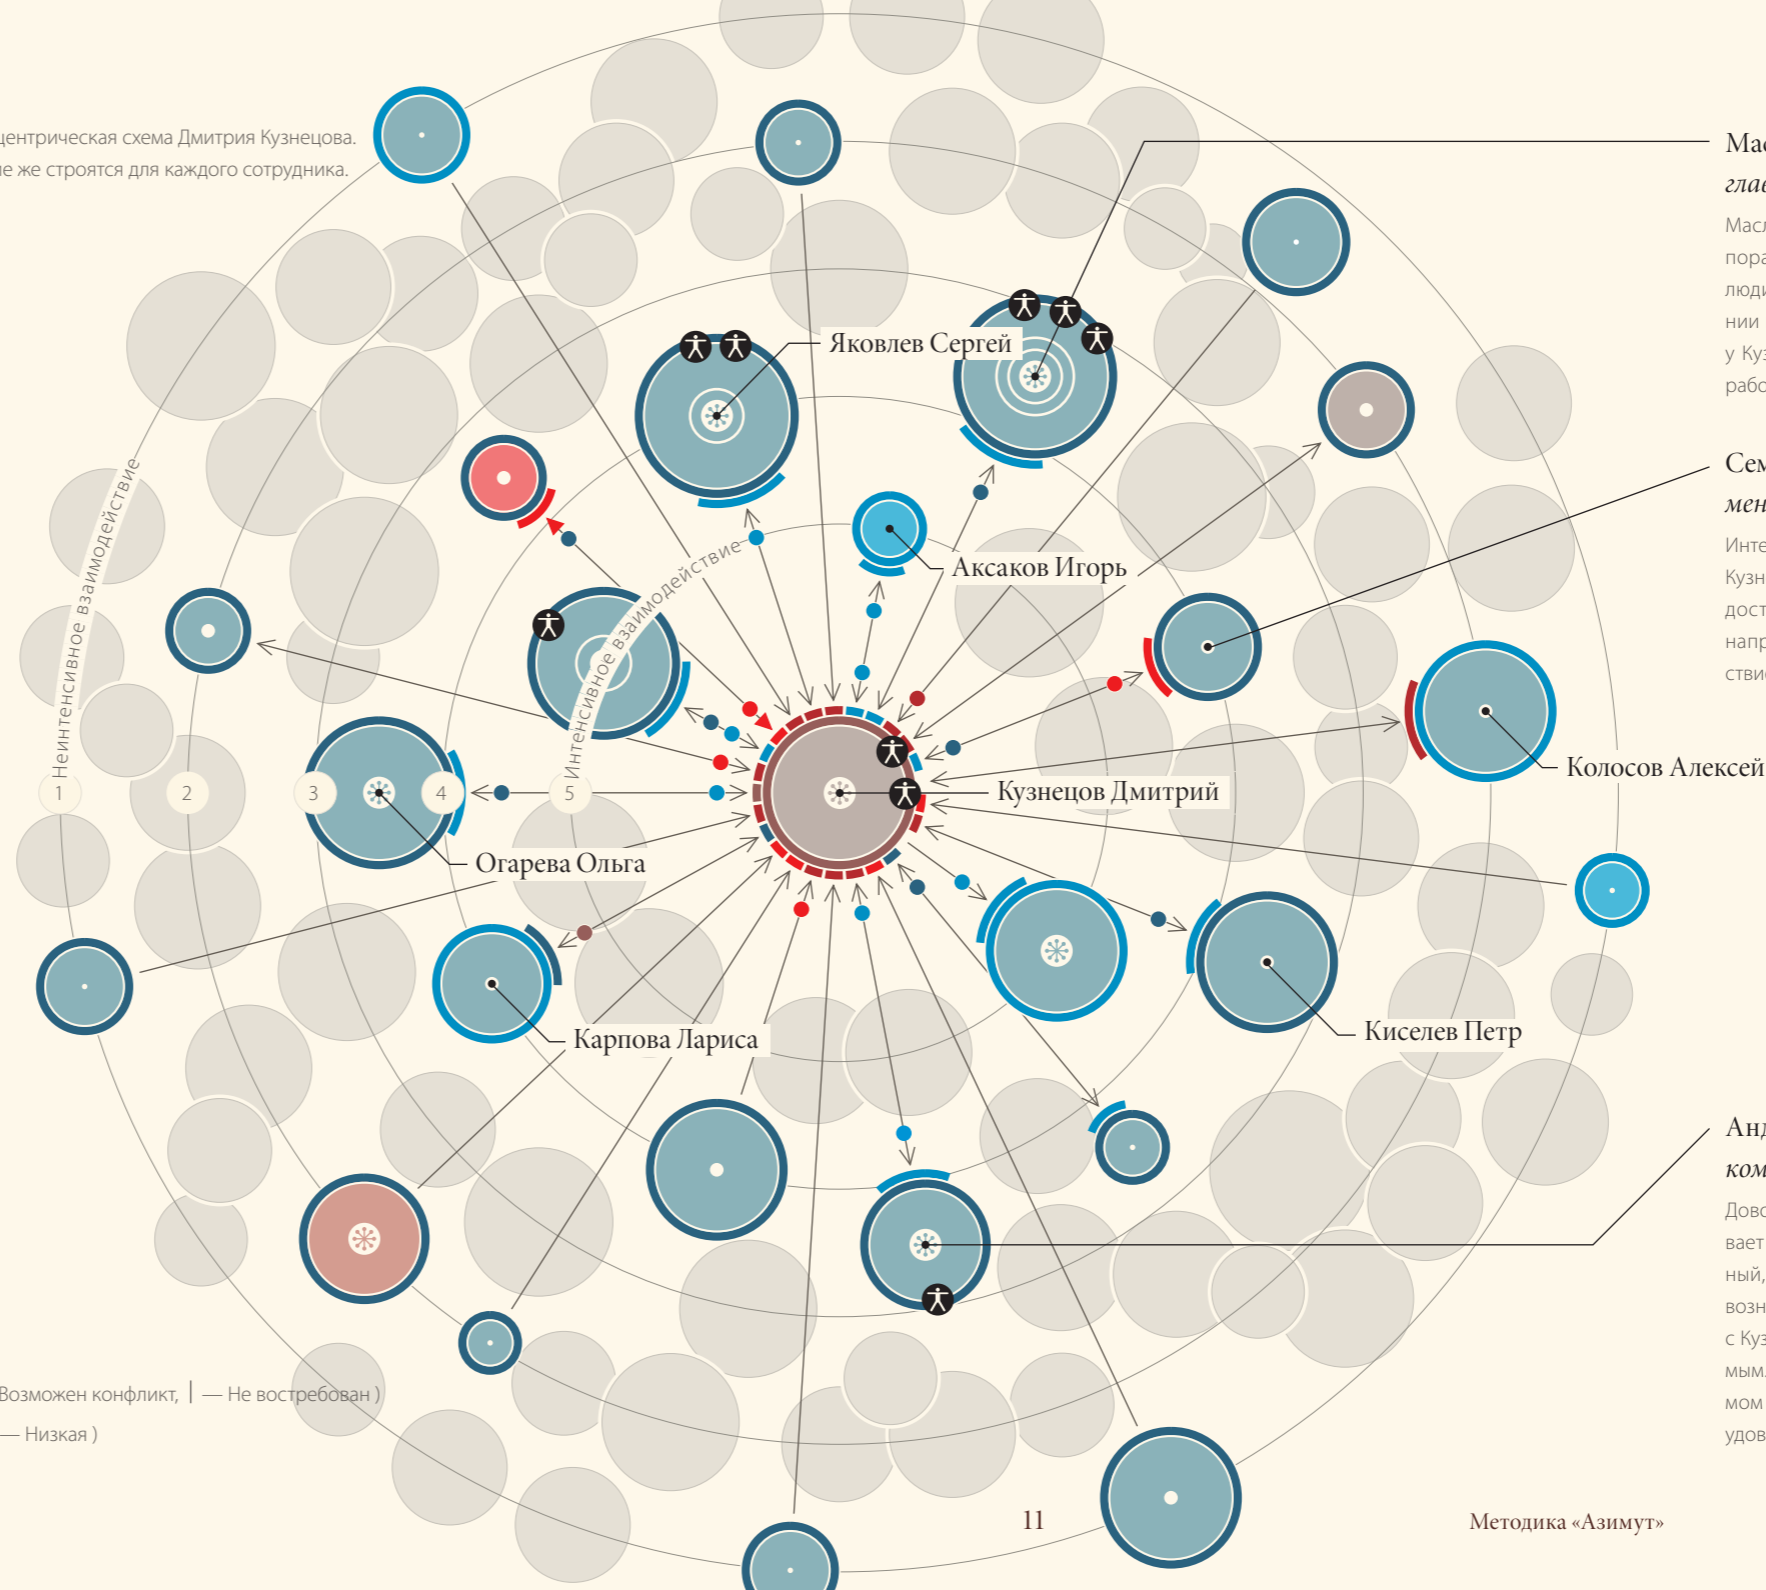 центрическая схема Дмитрия Кузнецова.
же строятся для каждого сотрудника.
Яковлев Сергей
Аксаков Игорь
Неинтенсивное взаимодействие
Интенсивное взаимодействие
1
2
3
4
5
Кузнецов Дмитрий
Колосов Алексей
Огарева Ольга
Карпова Лариса
Киселев Петр
Мас
глав
Масл
пора
люди
нии
у Куз
рабо
Сем
мен
Инте
Кузн
дост
напр
ствие
Анд
ком
Дово
вает
ный,
возн
с Куз
мым.
мом
удов
Возможен конфликт, | — Не востребован )
— Низкая )
11
Методика «Азимут»